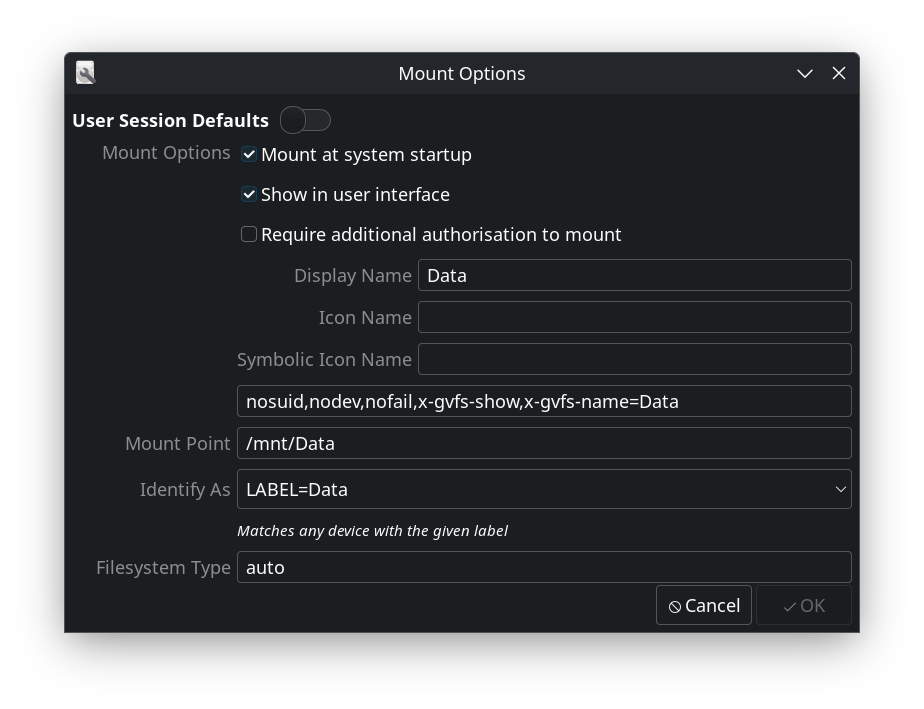 Mount Options
User Session Defaults
Mount Options
Mount at system startup
Show in user interface
Require additional authorisation to mount
Display Name Data
Icon Name
Symbolic Icon Name
nosuid,nodev,nofail,x-gvfs-show,x-gvfs-name=Data
Mount Point /mnt/Data
Identify As LABEL=Data
Matches any device with the given label
Filesystem Type auto
Cancel OK